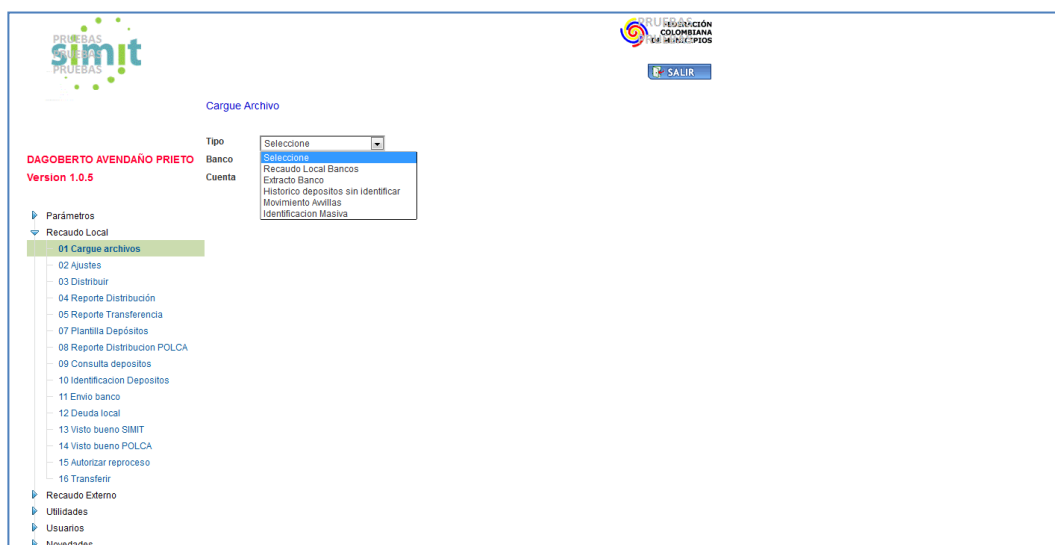 PRUEBAS
simit
PRUEBAS
PRUEBAS
FEDERACIÓN
COLOMBIANA
DE MUNICIPIOS
SALIR
Cargue Archivo
Tipo
Seleccione
DAGOBERTO AVENDAÑO PRIETO
Version 1.0.5
Banco
Cuenta
Seleccione
Recaudo Local Bancos
Extracto Banco
Historico depositos sin identificar
Movimiento Avvillas
Identificacion Masiva
Parámetros
Recaudo Local
01 Cargue archivos
02 Ajustes
03 Distribuir
04 Reporte Distribución
05 Reporte Transferencia
07 Plantilla Depósitos
08 Reporte Distribucion POLCA
09 Consulta depositos
10 Identificacion Depositos
11 Envio banco
12 Deuda local
13 Visto bueno SIMIT
14 Visto bueno POLCA
15 Autorizar reproceso
16 Transferir
Recaudo Externo
Utilidades
Usuarios
Novedades